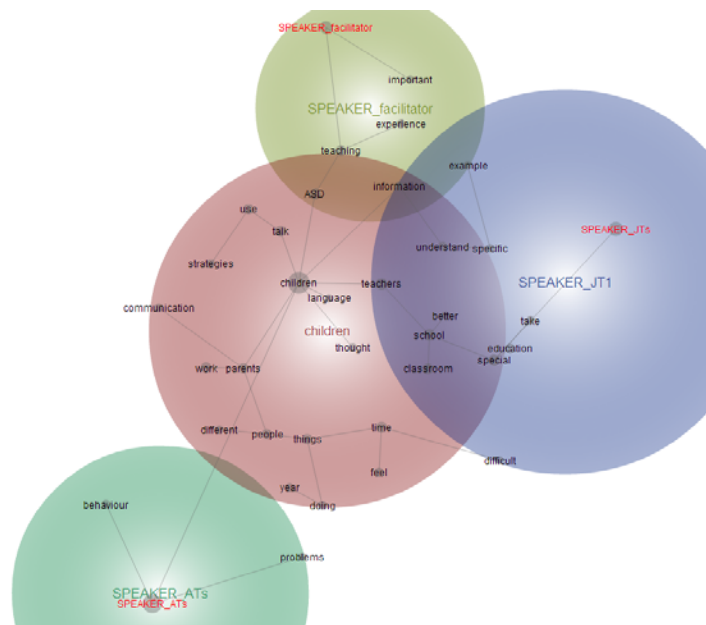 SPEAKER_facilitator
important
SPEAKER_facilitator
experience
teaching
example
ASD
information
use
talk
SPEAKER_JTs
understand
specific
strategies
children
teachers
SPEAKER_JT1
language
communication
better
take
children
school
thought
education
special
work
parents
classroom
different
people
things
time
difficult
feel
year
doing
behaviour
problems
SPEAKER_ATs
SPEAKER_ATs